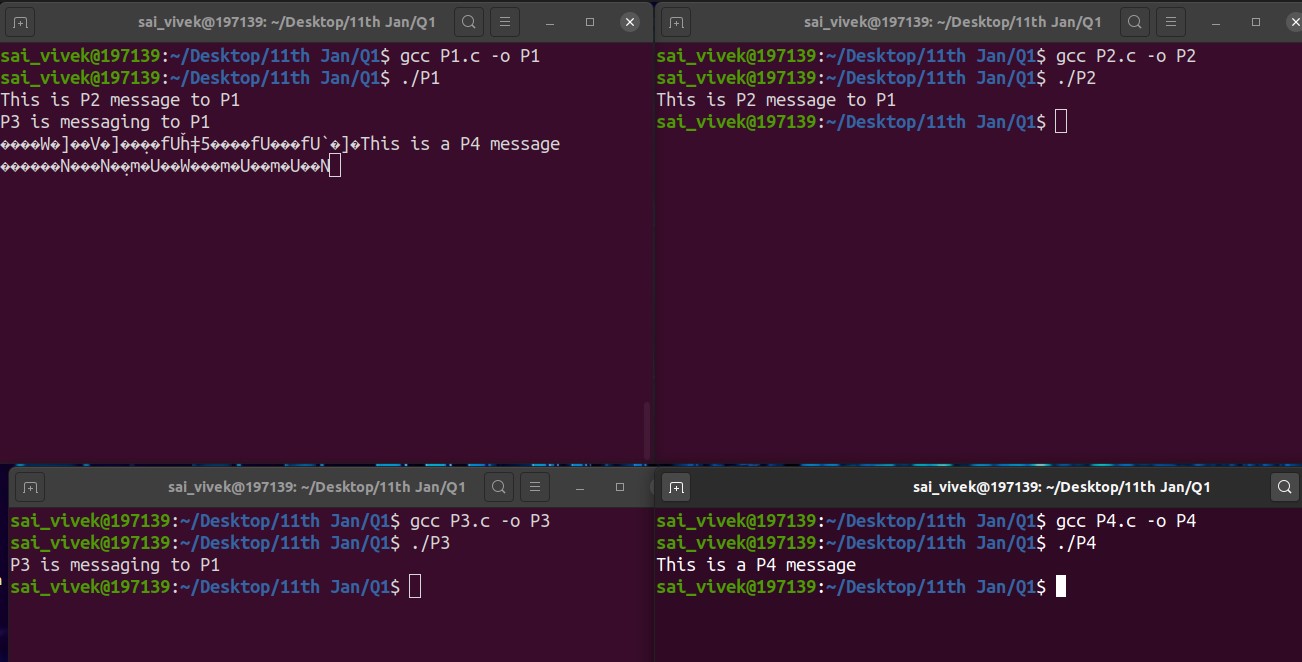 sai_vivek@197139: ~/Desktop/11th Jan/Q1
sai_vivek@197139:~/Desktop/11th Jan/Q1$ gcc P1.c -o P1
sai_vivek@197139:~/Desktop/11th Jan/Q1$ ./P1
This is P2 message to P1
P3 is messaging to P1
This is a P4 message
sai_vivek@197139: ~/Desktop/11th Jan/Q1
sai_vivek@197139:~/Desktop/11th Jan/Q1$ gcc P2.c -o P2
sai_vivek@197139:~/Desktop/11th Jan/Q1$ ./P2
This is P2 message to P1
sai_vivek@197139:~/Desktop/11th Jan/Q1$
sai_vivek@197139: ~/Desktop/11th Jan/Q1
sai_vivek@197139:~/Desktop/11th Jan/Q1$ gcc P3.c -o P3
sai_vivek@197139:~/Desktop/11th Jan/Q1$ ./P3
P3 is messaging to P1
sai_vivek@197139:~/Desktop/11th Jan/Q1$
sai_vivek@197139: ~/Desktop/11th Jan/Q1
sai_vivek@197139:~/Desktop/11th Jan/Q1$ gcc P4.c -o P4
sai_vivek@197139:~/Desktop/11th Jan/Q1$ ./P4
This is a P4 message
sai_vivek@197139:~/Desktop/11th Jan/Q1$